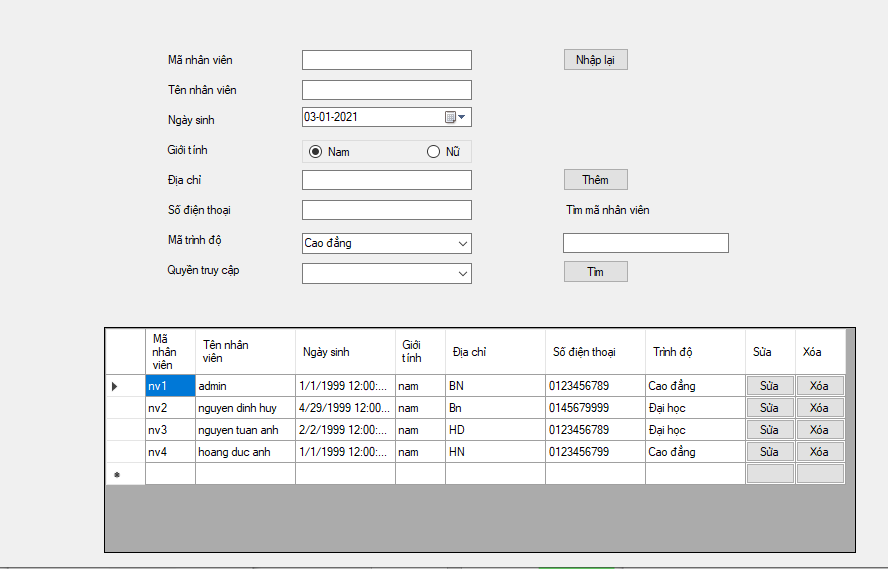 Mã nhân viên
Nhập lại
Tên nhân viên
Ngày sinh
03-01-2021
Giới tính
Nam
Nữ
Địa chỉ
Thêm
Số điện thoại
Tìm mã nhân viên
Mã trình độ
Cao đẳng
Quyền truy cập
Tìm
Mã nhân viên Tên nhân viên Ngày sinh Giới tính Địa chỉ Số điện thoại Trình độ Sửa Xóa
nv1 admin 1/1/1999 12:00:... nam BN 0123456789 Cao đẳng Sửa Xóa
nv2 nguyen dinh huy 4/29/1999 12:00... nam Bn 0145679999 Đại học Sửa Xóa
nv3 nguyen tuan anh 2/2/1999 12:00:... nam HD 0123456789 Đại học Sửa Xóa
nv4 hoang duc anh 1/1/1999 12:00:... nam HN 0123456799 Cao đẳng Sửa Xóa